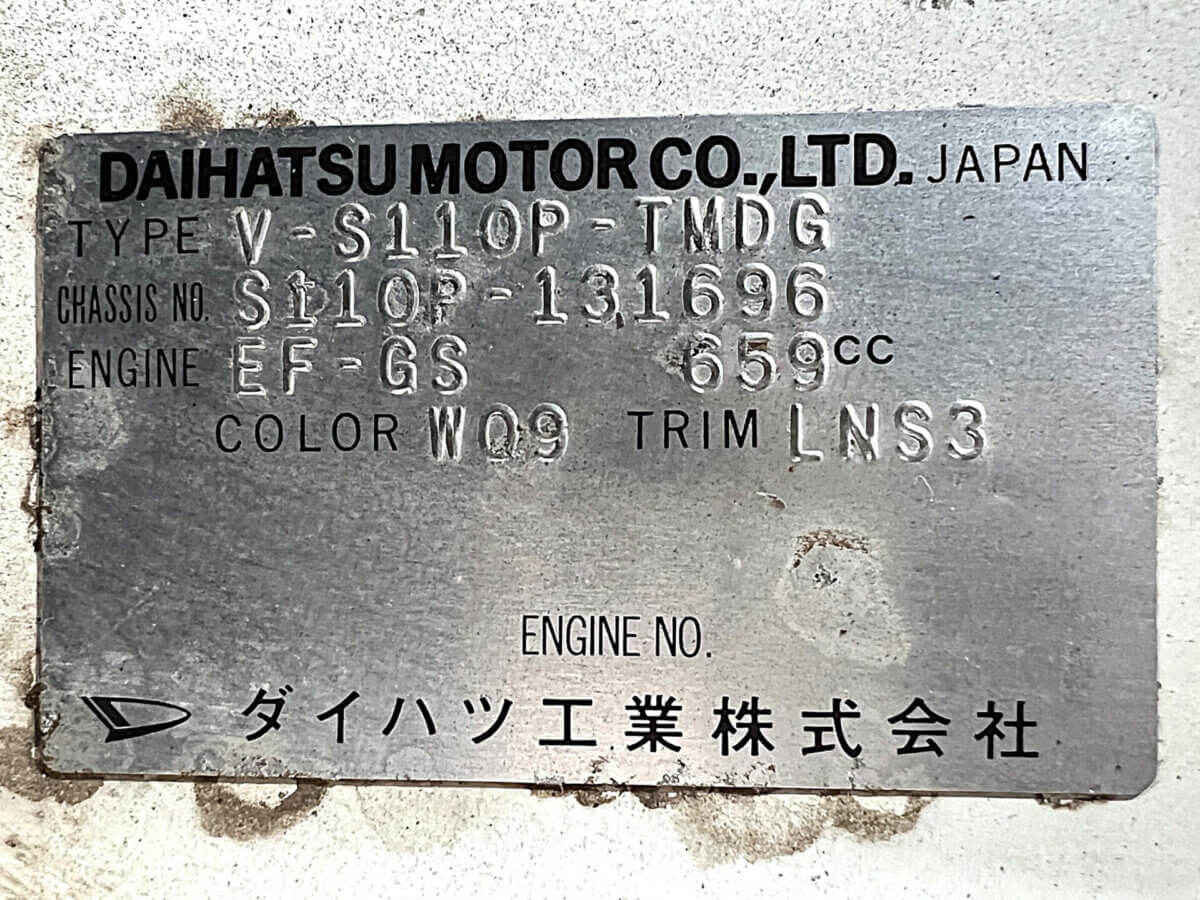 DAIHATSU MOTOR CO.,LTD. JAPAN
TYPE V-S110P-TMDG
CHASSIS NO. S110P-131696
ENGINE EF-GS 659CC
COLOR W09 TRIM LNS3
ENGINE NO.
ダイハツ工業株式会社